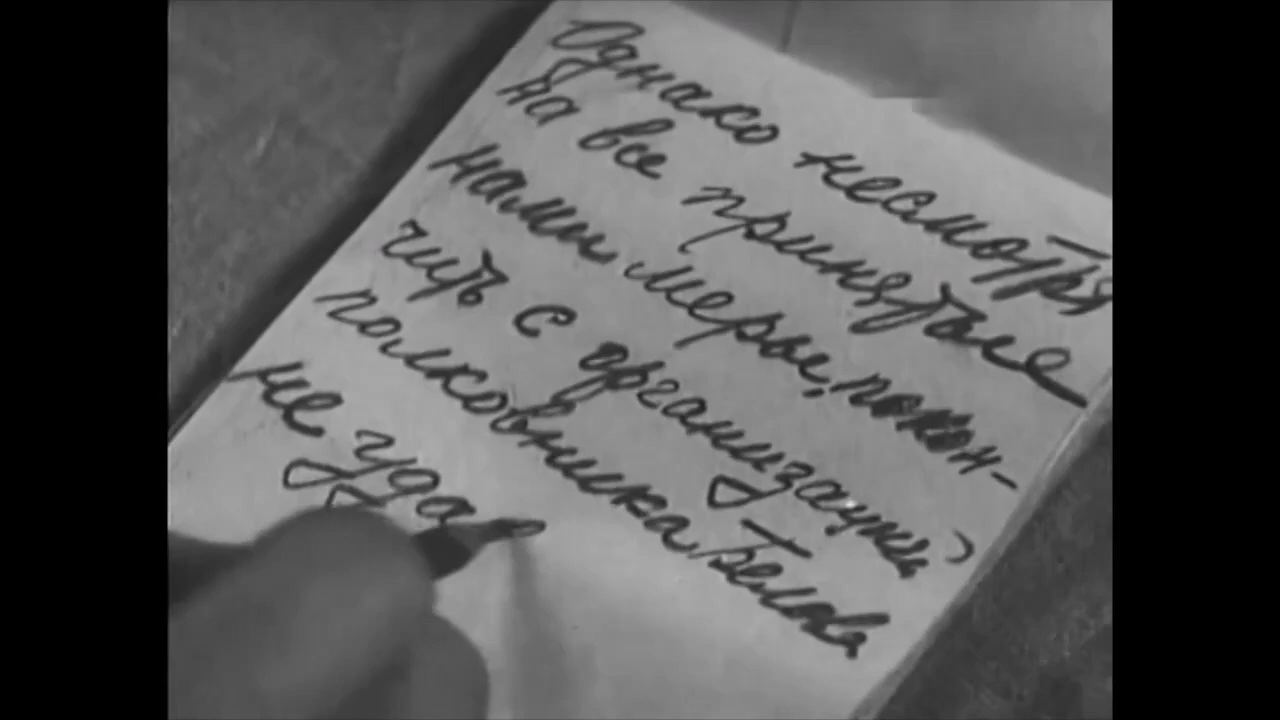 Однако несмотря
на все принятые
нами меры, покон-
чить с организацией
полковника Белова
не уда